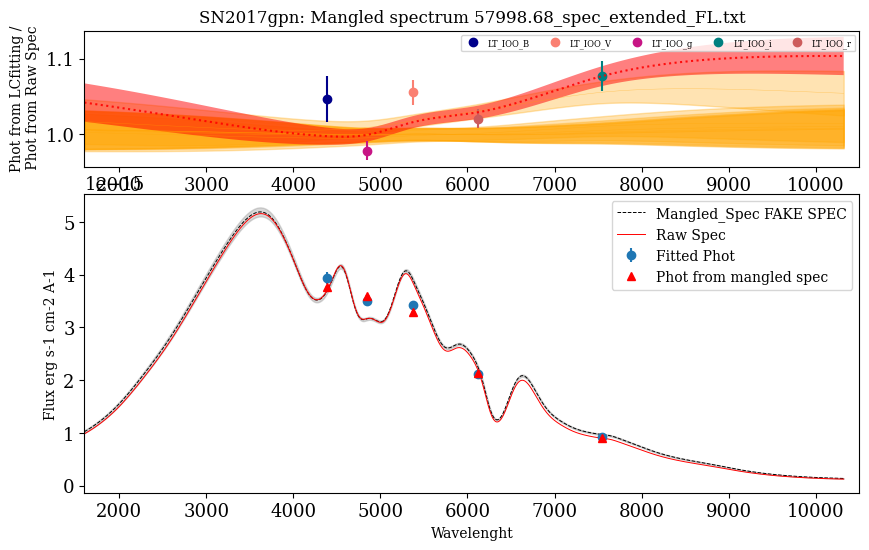 SN2017gpn: Mangled spectrum 57998.68_spec_extended_FL.txt
Phot from LCfitting /
Phot from Raw Spec
LT_IOO_B LT_IOO_V LT_IOO_g LT_IOO_i LT_IOO_r
1.1
1.0
2000 3000 4000 5000 6000 7000 8000 9000 10000
1e−15
Flux erg s-1 cm-2 A-1
Mangled_Spec FAKE SPEC
Raw Spec
Fitted Phot
Phot from mangled spec
5
4
3
2
1
0
2000 3000 4000 5000 6000 7000 8000 9000 10000
Wavelenght